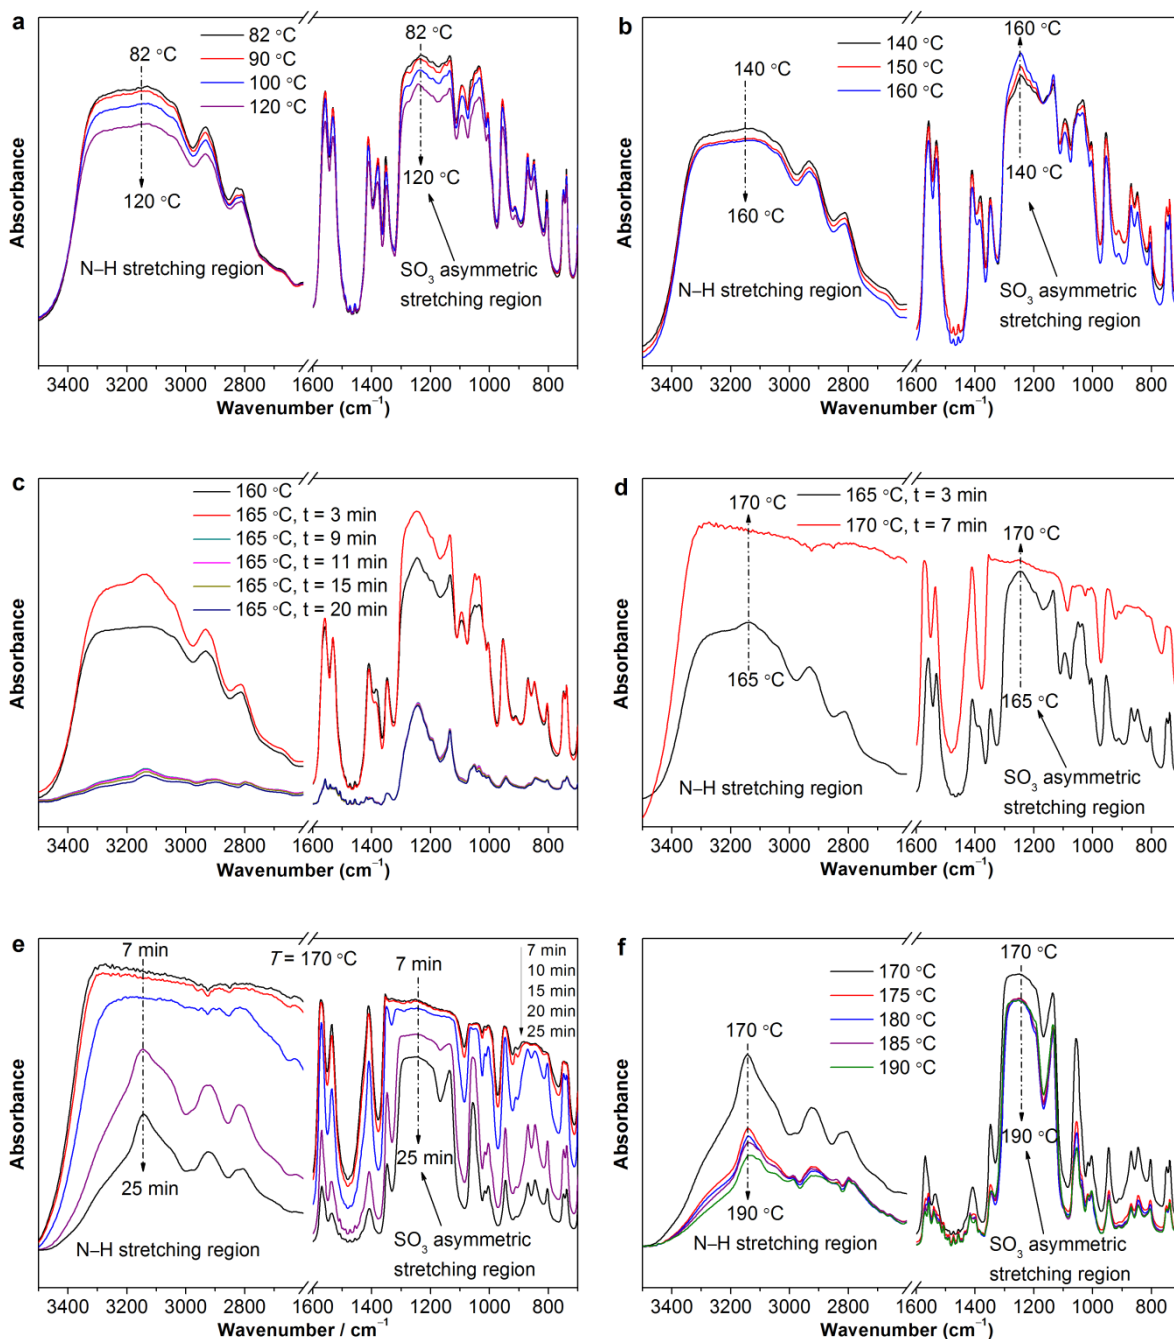 a
82 °C
90 °C
100 °C
120 °C
82 °C
82 °C
120 °C
120 °C
N–H stretching region
SO3 asymmetric
stretching region
Absorbance
3400 3200 3000 2800 1600 1400 1200 1000 800
Wavenumber (cm−1)
b
140 °C
150 °C
160 °C
140 °C
160 °C
160 °C
140 °C
N–H stretching region
SO3 asymmetric
stretching region
Absorbance
3400 3200 3000 2800 1600 1400 1200 1000 800
Wavenumber (cm−1)
c
160 °C
165 °C, t = 3 min
165 °C, t = 9 min
165 °C, t = 11 min
165 °C, t = 15 min
165 °C, t = 20 min
Absorbance
3400 3200 3000 2800 1600 1400 1200 1000 800
Wavenumber (cm−1)
d
165 °C, t = 3 min
170 °C, t = 7 min
170 °C
170 °C
165 °C
165 °C
N–H stretching region
SO3 asymmetric
stretching region
Absorbance
3400 3200 3000 2800 1600 1400 1200 1000 800
Wavenumber (cm−1)
e
7 min
T = 170 °C
7 min
7 min
10 min
15 min
20 min
25 min
25 min
25 min
N–H stretching region
SO3 asymmetric
stretching region
Absorbance
3400 3200 3000 2800 1600 1400 1200 1000 800
Wavenumber / cm−1
f
170 °C
175 °C
180 °C
185 °C
190 °C
170 °C
170 °C
190 °C
190 °C
N–H stretching region
SO3 asymmetric
stretching region
Absorbance
3400 3200 3000 2800 1600 1400 1200 1000 800
Wavenumber (cm−1)